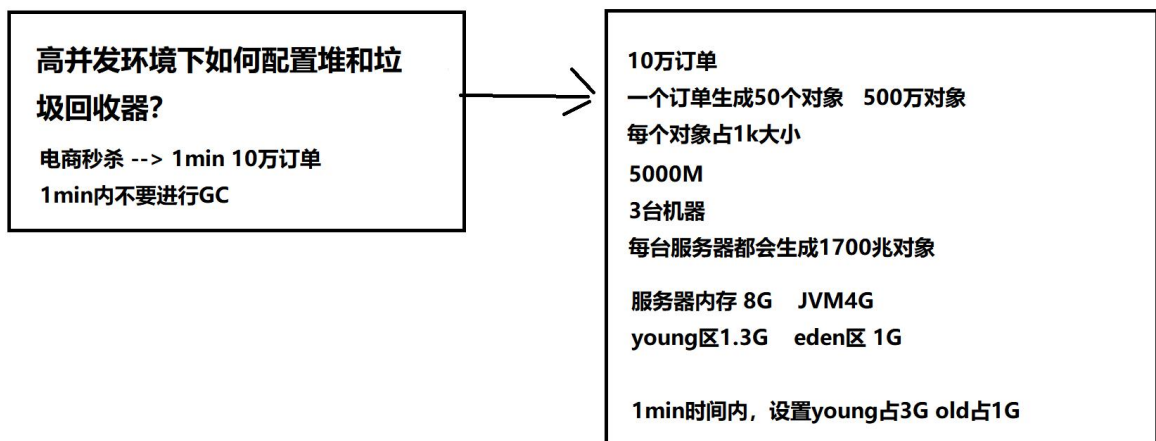 高并发环境下如何配置堆和垃
圾回收器？
电商秒杀 --> 1min 10万订单
1min内不要进行GC
10万订单
一个订单生成50个对象 500万对象
每个对象占1k大小
5000M
3台机器
每台服务器都会生成1700兆对象
服务器内存 8G JVM4G
young区1.3G eden区 1G
1min时间内，设置young占3G old占1G